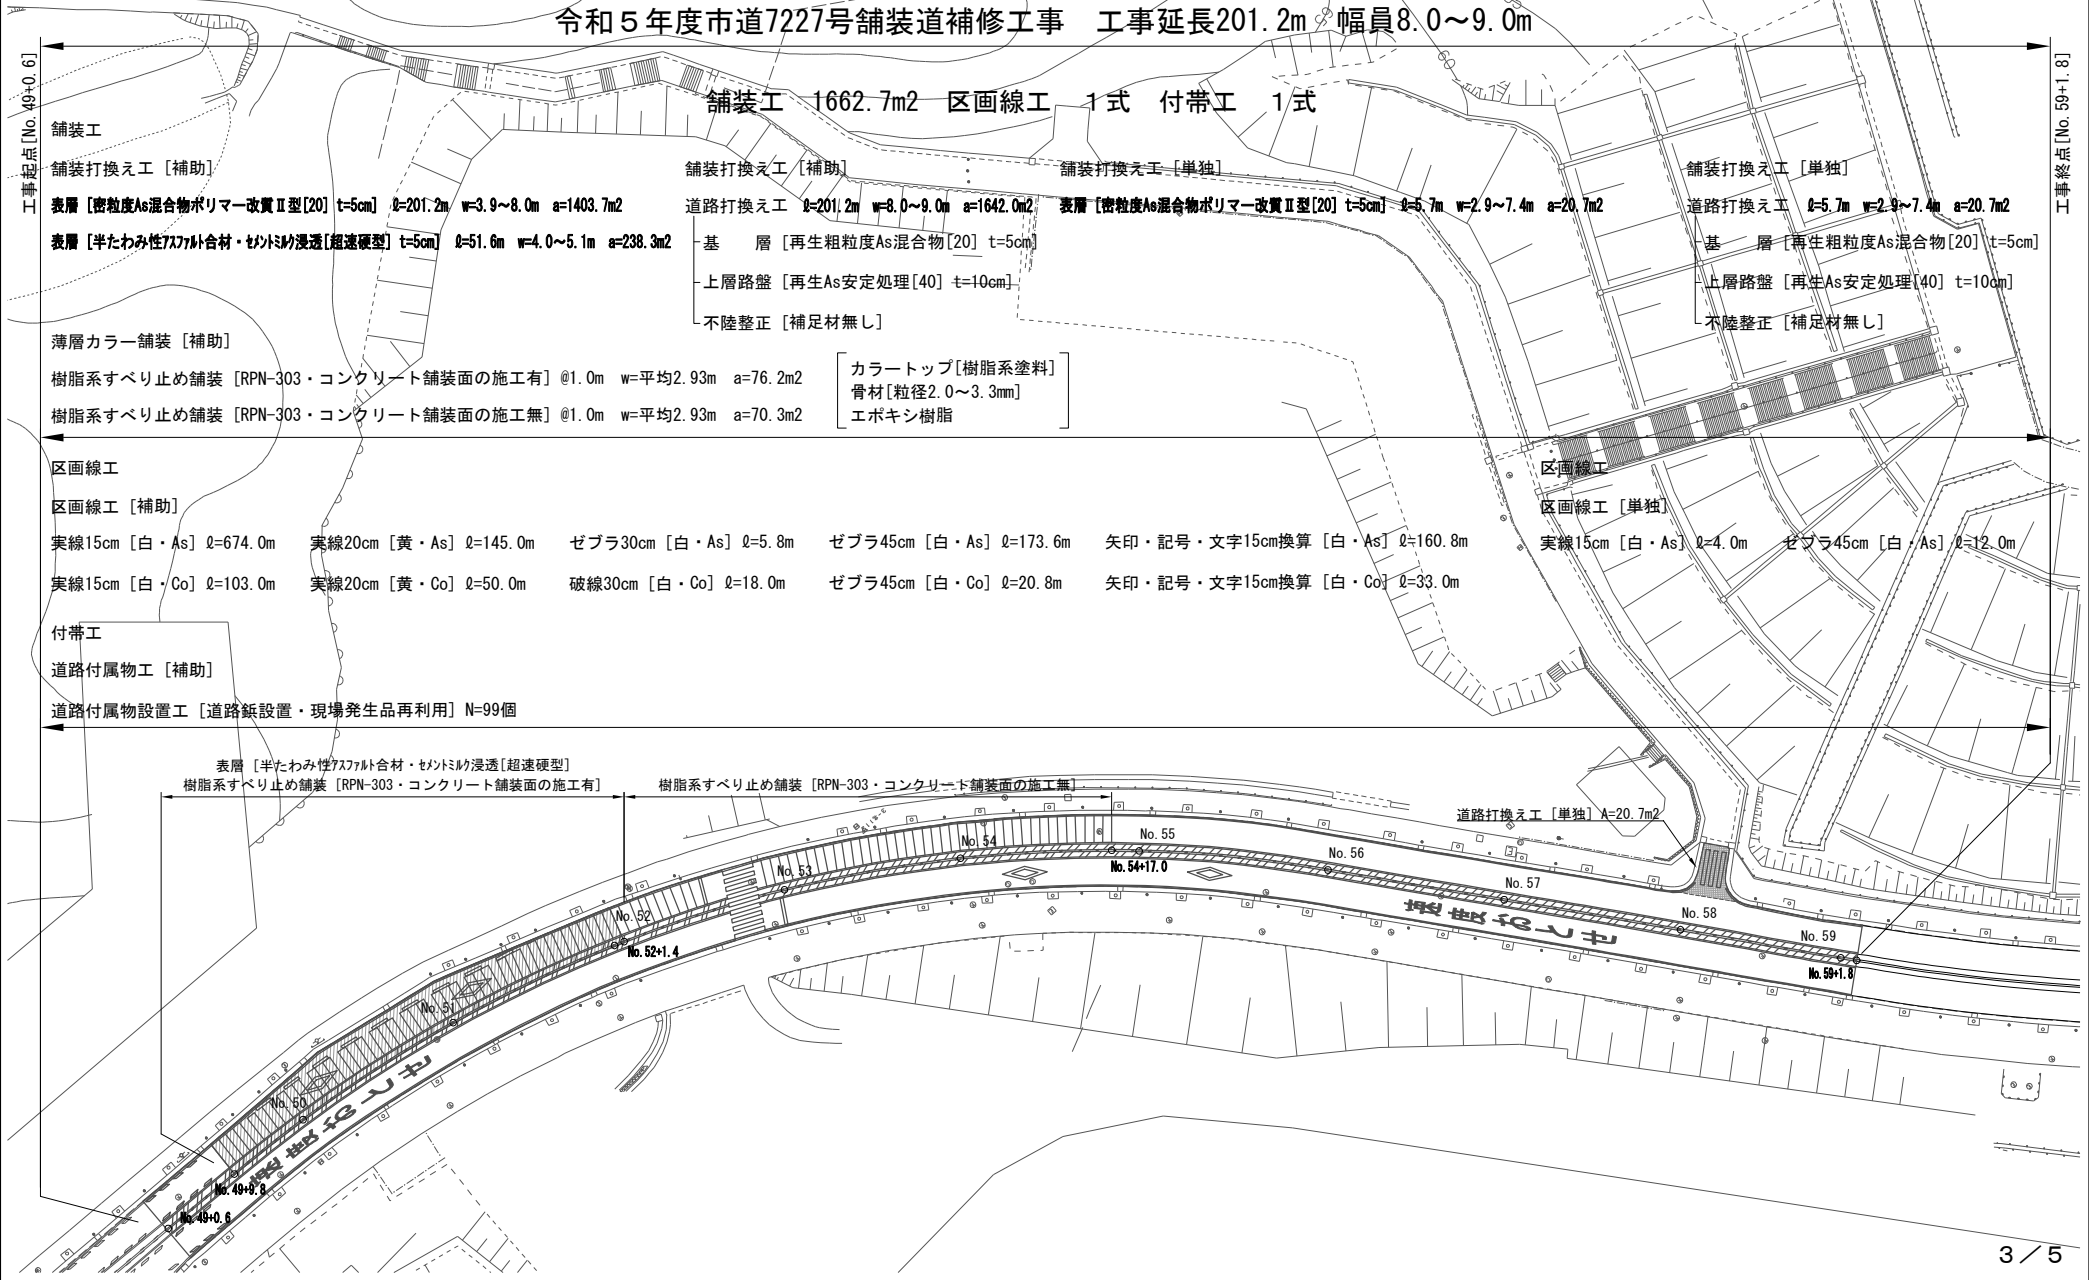 令和５年度市道7227号舗装道補修工事　工事延長201.2m　幅員8.0～9.0m
工事起点[No.49+0.6]
工事終点[No.59+1.8]
舗装工　1662.7m2　区画線工　１式　付帯工　１式
舗装工
舗装打換え工 [補助]
表層 [密粒度As混合物ポリマー改質Ⅱ型[20] t=5cm]　ℓ=201.2m　w=3.9～8.0m　a=1403.7m2
表層 [半たわみ性ｱｽﾌｧﾙﾄ合材・ｾﾒﾝﾄﾐﾙｸ浸透[超速硬型] t=5cm]　ℓ=51.6m　w=4.0～5.1m　a=238.3m2
舗装打換え工 [補助]
道路打換え工　ℓ=201.2m　w=8.0～9.0m　a=1642.0m2
基　　層 [再生粗粒度As混合物[20] t=5cm]
上層路盤 [再生As安定処理[40] t=10cm]
不陸整正 [補足材無し]
舗装打換え工 [単独]
表層 [密粒度As混合物ポリマー改質Ⅱ型[20] t=5cm]　ℓ=5.7m　w=2.9～7.4m　a=20.7m2
舗装打換え工 [単独]
道路打換え工　ℓ=5.7m　w=2.9～7.4m　a=20.7m2
基　　層 [再生粗粒度As混合物[20] t=5cm]
上層路盤 [再生As安定処理[40] t=10cm]
不陸整正 [補足材無し]
薄層カラー舗装 [補助]
樹脂系すべり止め舗装 [RPN-303・コンクリート舗装面の施工有] @1.0m　w=平均2.93m　a=76.2m2
樹脂系すべり止め舗装 [RPN-303・コンクリート舗装面の施工無] @1.0m　w=平均2.93m　a=70.3m2
カラートップ[樹脂系塗料]
骨材[粒径2.0～3.3mm]
エポキシ樹脂
区画線工
区画線工 [補助]
実線15cm [白・As] ℓ=674.0m　実線20cm [黄・As] ℓ=145.0m　ゼブラ30cm [白・As] ℓ=5.8m　ゼブラ45cm [白・As] ℓ=173.6m　矢印・記号・文字15cm換算 [白・As] ℓ=160.8m
実線15cm [白・Co] ℓ=103.0m　実線20cm [黄・Co] ℓ=50.0m　破線30cm [白・Co] ℓ=18.0m　ゼブラ45cm [白・Co] ℓ=20.8m　矢印・記号・文字15cm換算 [白・Co] ℓ=33.0m
区画線工
区画線工 [単独]
実線15cm [白・As] ℓ=4.0m　ゼブラ45cm [白・As] ℓ=12.0m
付帯工
道路付属物工 [補助]
道路付属物設置工 [道路鋲設置・現場発生品再利用] N=99個
表層 [半たわみ性ｱｽﾌｧﾙﾄ合材・ｾﾒﾝﾄﾐﾙｸ浸透[超速硬型]
樹脂系すべり止め舗装 [RPN-303・コンクリート舗装面の施工有]
樹脂系すべり止め舗装 [RPN-303・コンクリート舗装面の施工無]
道路打換え工 [単独] A=20.7m2
No.55
No.54
No.56
No.54+17.0
No.53
No.57
No.58
No.52
No.59
No.52+1.4
No.59+1.8
No.51
No.50
No.49+9.8
No.49+0.6
３／５